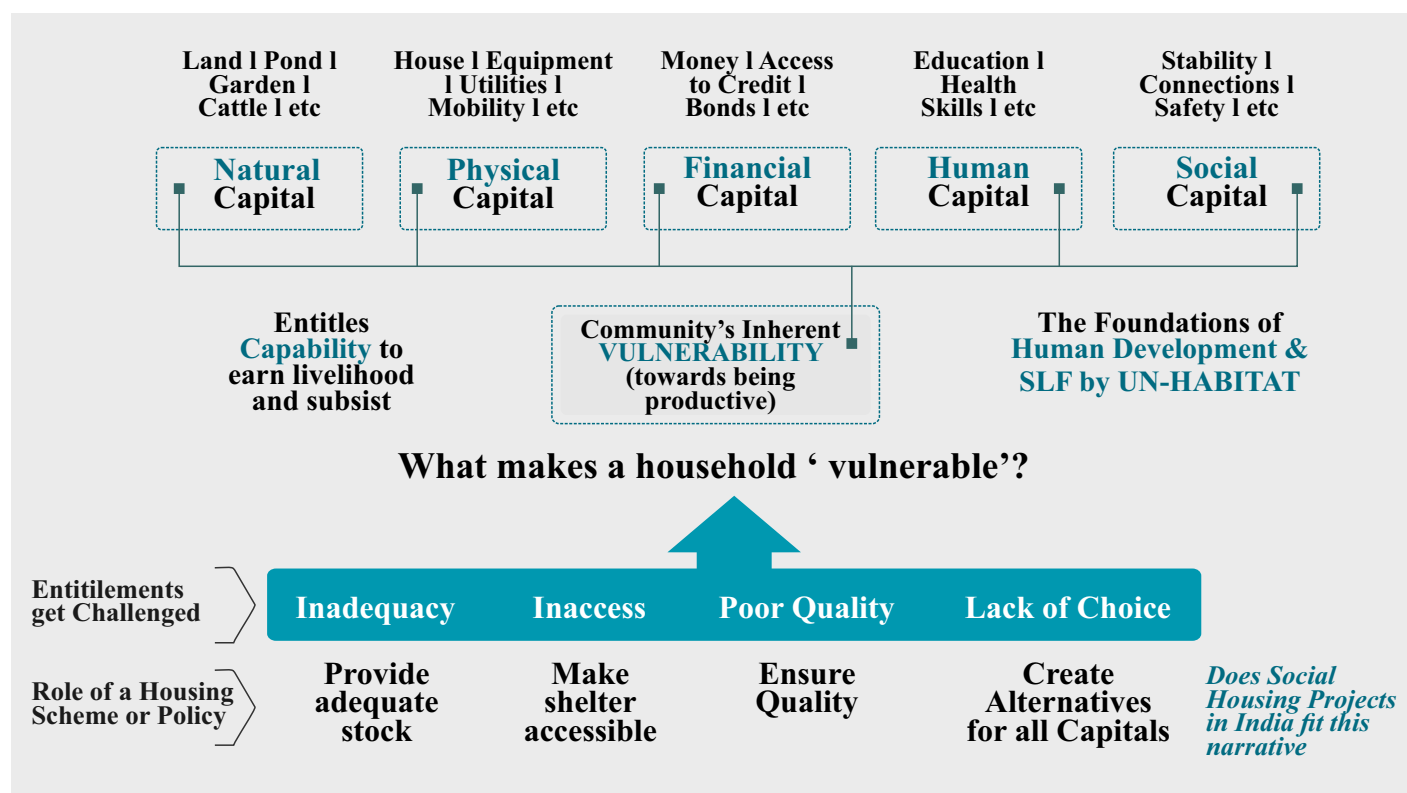 Land l Pond l
Garden l
Cattle l etc
House l Equipment
l Utilities l
Mobility l etc
Money l Access
to Credit l
Bonds l etc
Education l
Health
Skills l etc
Stability l
Connections l
Safety l etc
Natural
Capital
Physical
Capital
Financial
Capital
Human
Capital
Social
Capital
Entitles
Capability to
earn livelihood
and subsist
Community’s Inherent
VULNERABILITY
(towards being
productive)
The Foundations of
Human Development &
SLF by UN-HABITAT
What makes a household ‘ vulnerable’?
Entitilements
get Challenged
Inadequacy
Inaccess
Poor Quality
Lack of Choice
Role of a Housing
Scheme or Policy
Provide
adequate
stock
Make
shelter
accessible
Ensure
Quality
Create
Alternatives
for all Capitals
Does Social
Housing Projects
in India fit this
narrative